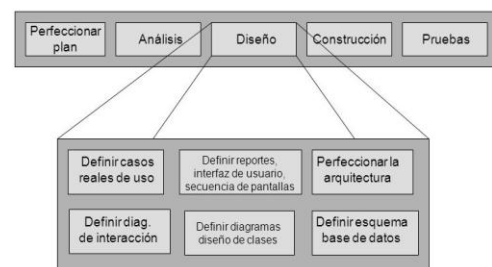 Perfeccionar
plan
Análisis
Diseño
Construcción
Pruebas
Definir casos
reales de uso
Definir reportes,
interfaz de usuario,
secuencia de pantallas
Perfeccionar la
arquitectura
Definir diag.
de interacción
Definir diagramas
diseño de clases
Definir esquema
base de datos